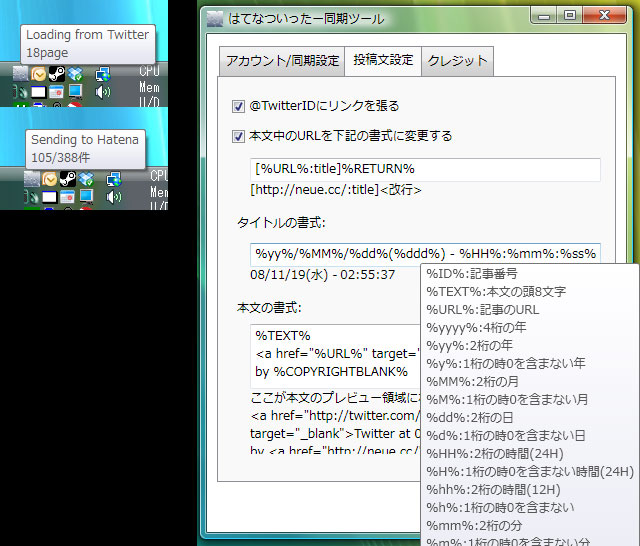 Loading from Twitter
18page
CPU
Mem
U/D
Sending to Hatena
105/388件
CPU
Mem
U/D
はてなついったー同期ツール
アカウント/同期設定 投稿文設定 クレジット
@TwitterIDにリンクを張る
本文中のURLを下記の書式に変更する
[%URL%:title]%RETURN%
[http://neue.cc/:title]<改行>
タイトルの書式:
%yy%/%MM%/%dd%(%ddd%) - %HH%:%mm%:%ss%
08/11/19(水) - 02:55:37
本文の書式:
%TEXT%
<a href="%URL%" target="
by %COPYRIGHTBLANK%
ここが本文のプレビュー領域に
<a href="http://twitter.com/
target="_blank">Twitter at 0
by <a href="http://neue.cc/
%ID%:記事番号
%TEXT%:本文の頭8文字
%URL%:記事のURL
%yyyy%:4桁の年
%yy%:2桁の年
%y%:1桁の時0を含まない年
%MM%:2桁の月
%M%:1桁の時0を含まない月
%dd%:2桁の日
%d%:1桁の時0を含まない日
%HH%:2桁の時間(24H)
%H%:1桁の時0を含まない時間(24H)
%hh%:2桁の時間(12H)
%h%:1桁の時0を含まない
%mm%:2桁の分
%m%:1桁の時0を含まない分